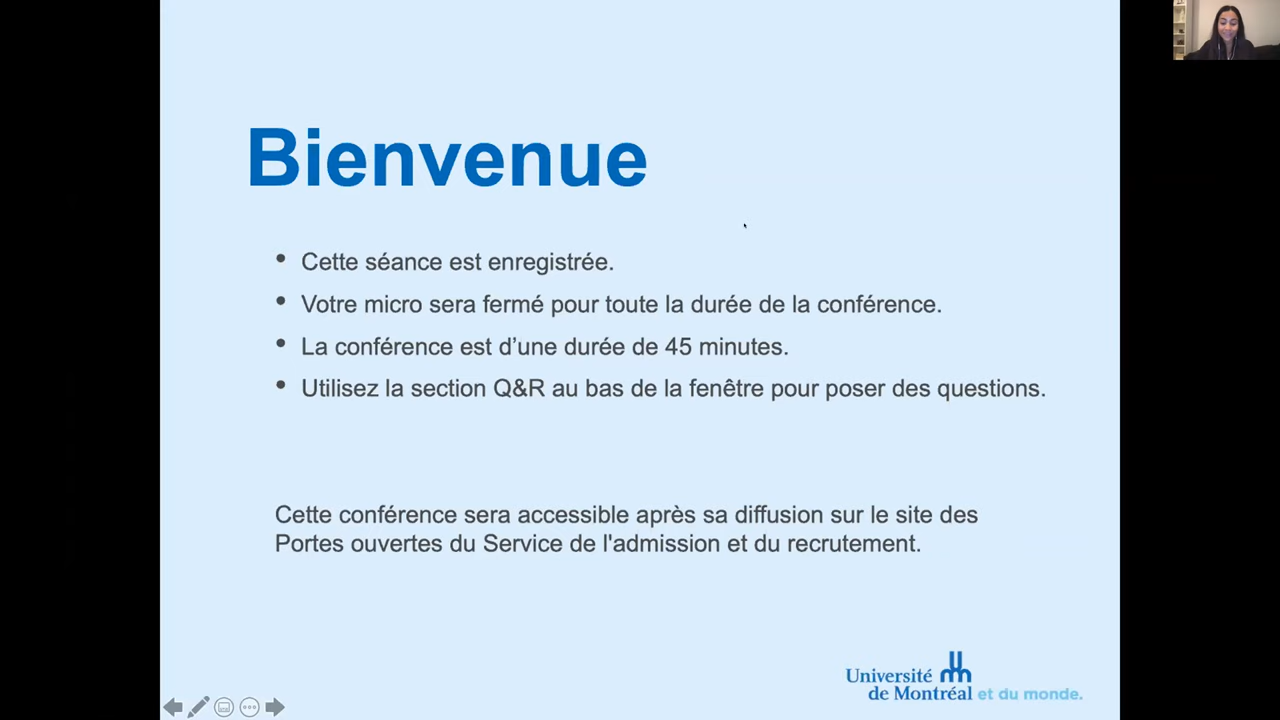 Bienvenue
• Cette séance est enregistrée.
• Votre micro sera fermé pour toute la durée de la conférence.
• La conférence est d’une durée de 45 minutes.
• Utilisez la section Q&R au bas de la fenêtre pour poser des questions.
Cette conférence sera accessible après sa diffusion sur le site des
Portes ouvertes du Service de l'admission et du recrutement.
Université
de Montréal et du monde.